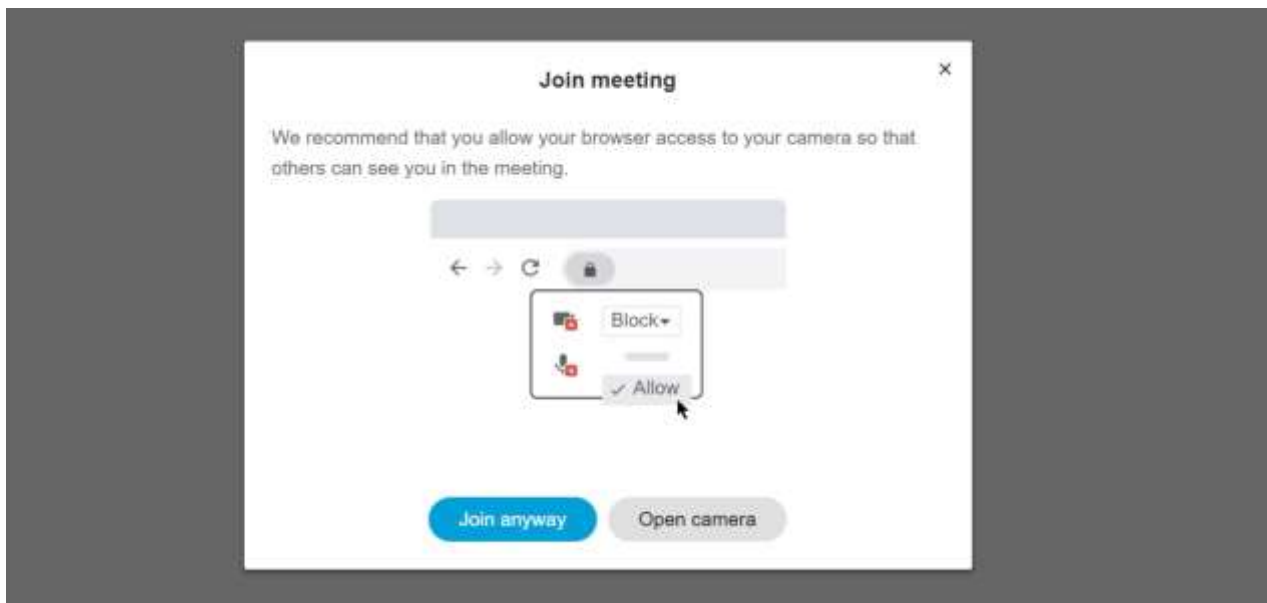 Join meeting
We recommend that you allow your browser access to your camera so that
others can see you in the meeting.
Block
Allow
Join anyway
Open camera